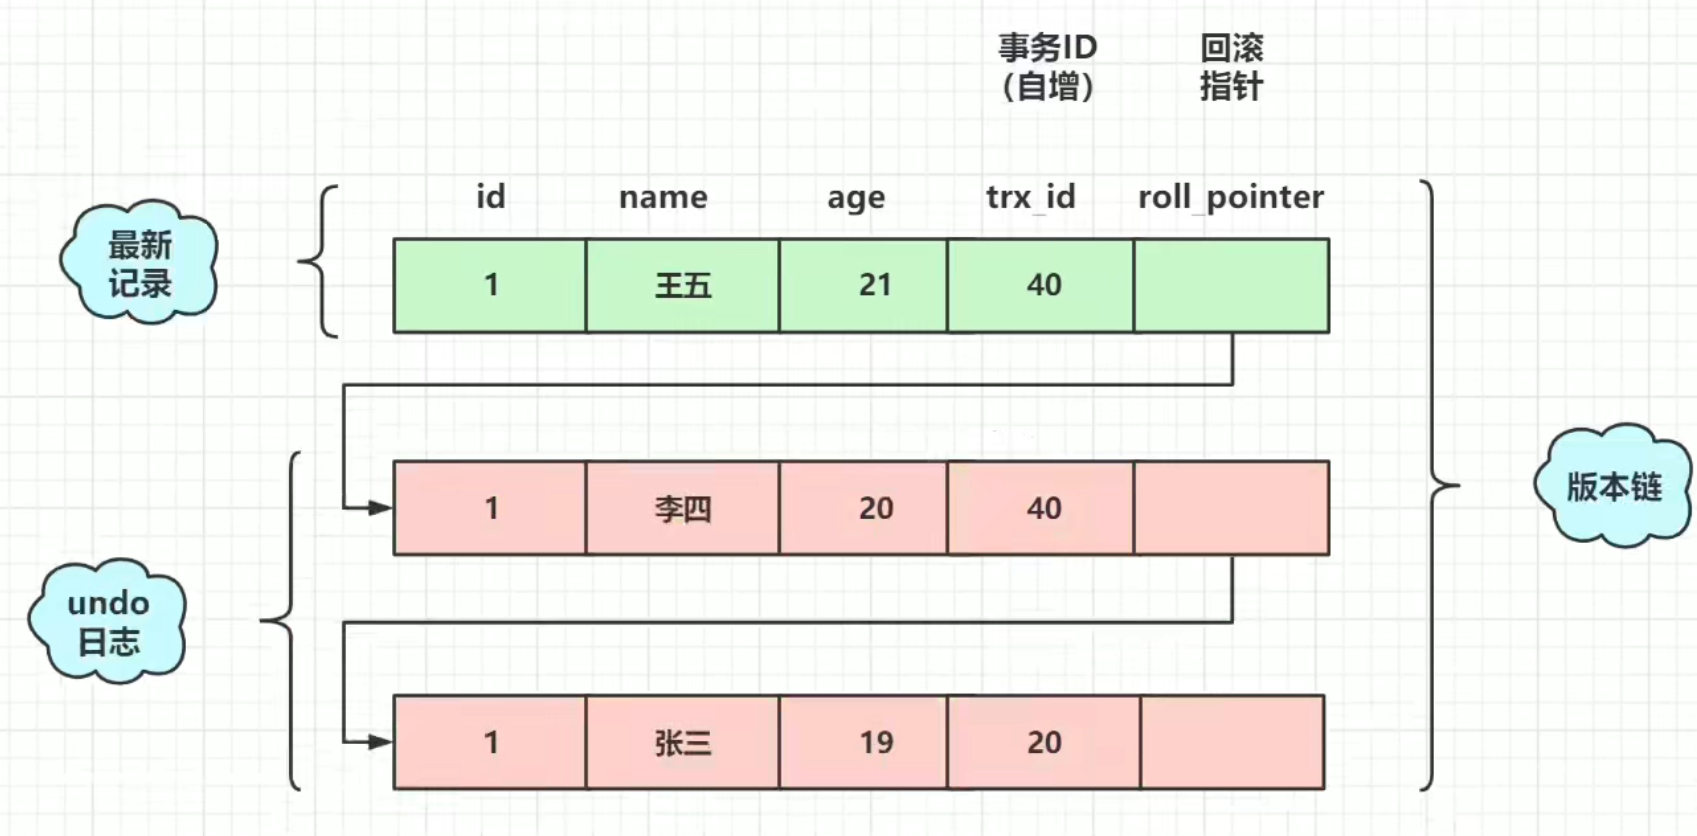 事务ID
（自增）
回滚
指针
id name age trx_id roll_pointer
最新
记录
1 王五 21 40
1 李四 20 40
版本链
undo
日志
1 张三 19 20